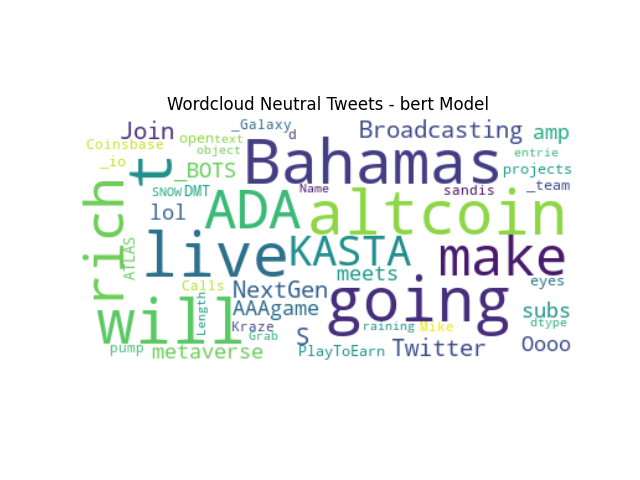 Wordcloud Neutral Tweets - bert Model
Join
_Galaxy
d
Broadcasting
amp
Coinsbase
open
text
object
Bahamas
entrie
_io
t
_BOTS
projects
SNOW
DMT
Name
sandis
_team
rich
lol
ADA
altcoin
ATLAS
live
KASTA
make
meets
eyes
Calls
NextGen
going
will
Length
AAAgame
subs
Kraze
Grab
S
raining
Mike
dtype
pump
metaverse
PlayToEarn
Twitter
Oooo